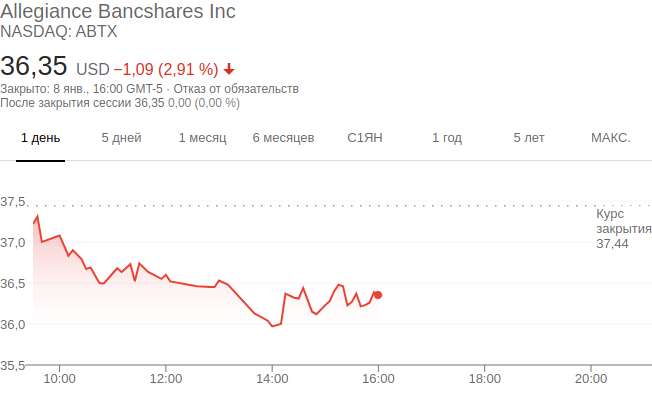 Allegiance Bancshares Inc
NASDAQ: ABTX
36,35 USD −1,09 (2,91 %)
Закрыто: 8 янв., 16:00 GMT-5 · Отказ от обязательств
После закрытия сессии 36,35 0,00 (0,00 %)
1 день 5 дней 1 месяц 6 месяцев С1ЯН 1 год 5 лет МАКС.
37,5
Курс
закрытия
37,44
37,0
36,5
36,0
35,5
10:00 12:00 14:00 16:00 18:00 20:00